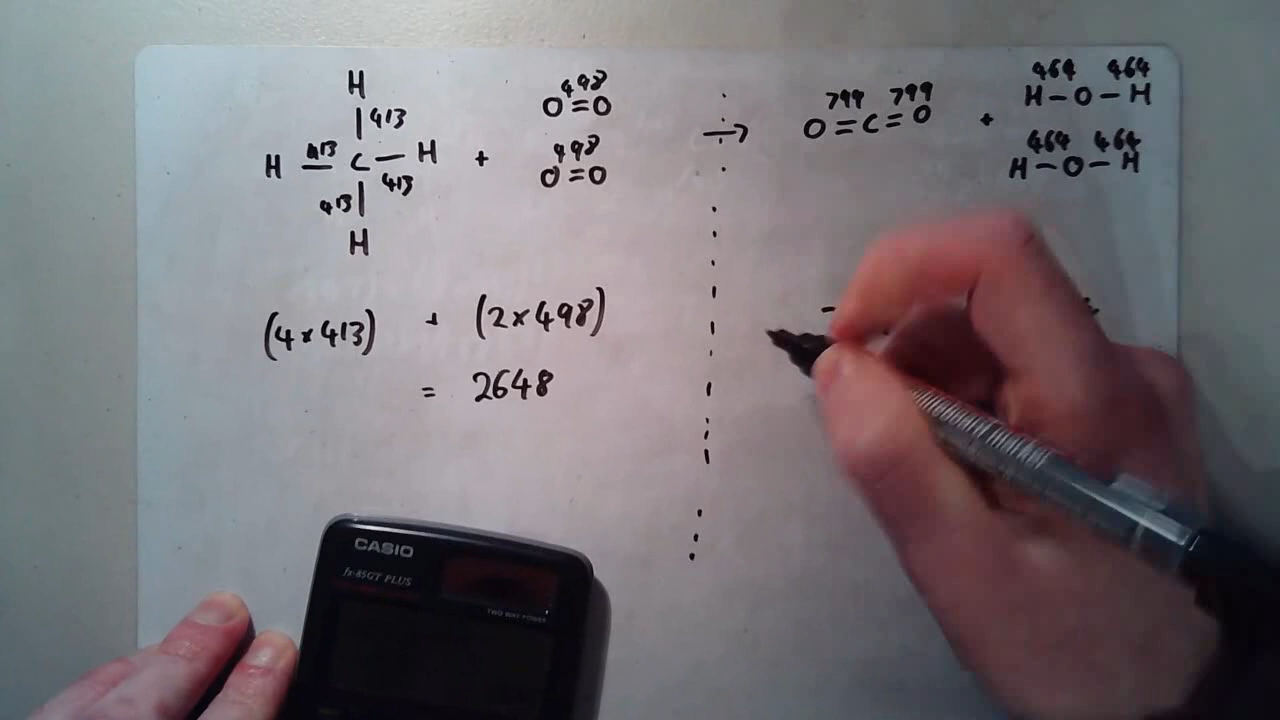 H
413 498 799 799 464 464
O=O H-O-H
H 413 C H + → O=C=O +
413 498 464 464
413 O=O H-O-H
H
(4×413) + (2×498)
= 2648
CASIO
fx-85GT PLUS
TWO WAY POWER